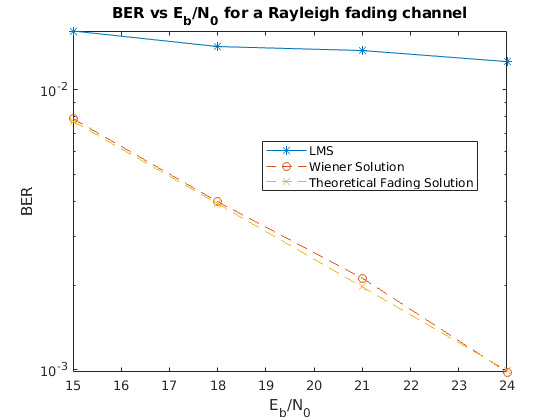 BER vs E_b/N_0 for a Rayleigh fading channel
10^-2
10^-3
BER
LMS
Wiener Solution
Theoretical Fading Solution
15 16 17 18 19 20 21 22 23 24
E_b/N_0